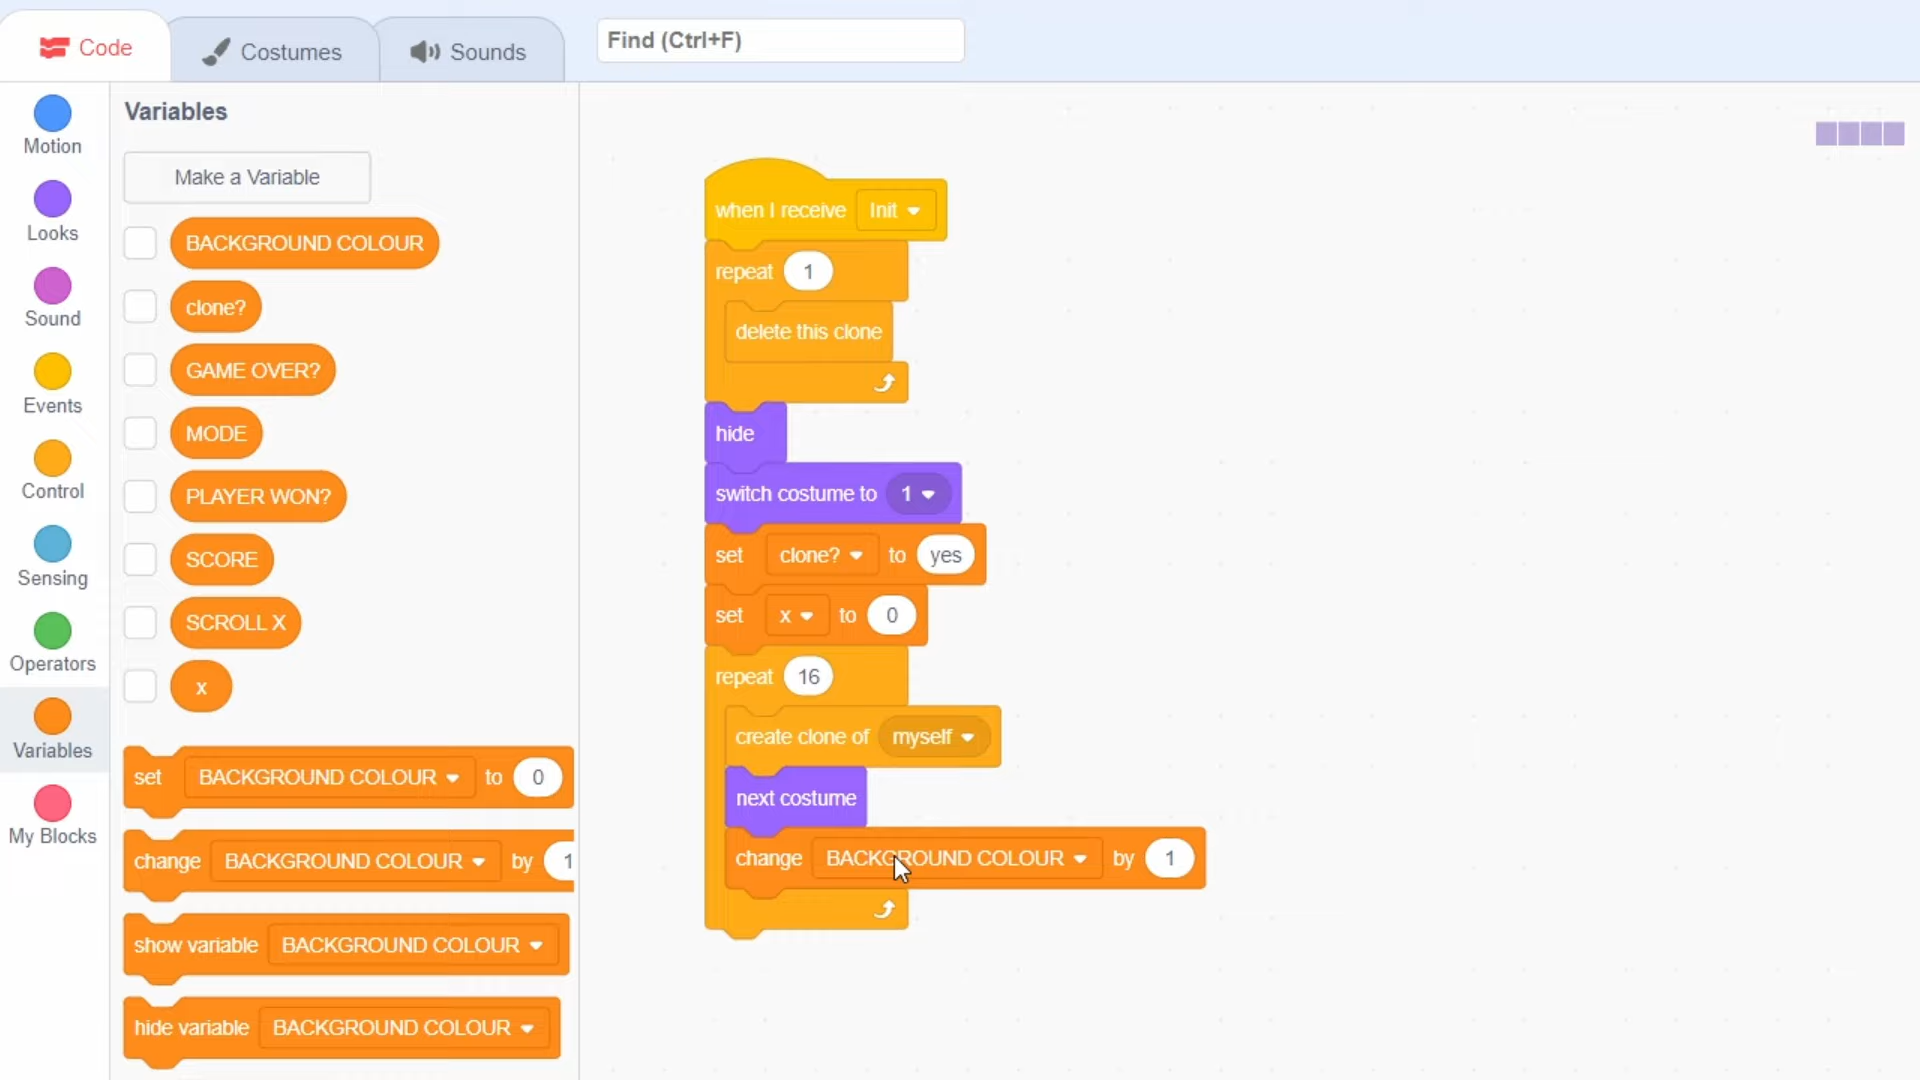 Code
Costumes
Sounds
Find (Ctrl+F)
Motion
Looks
Sound
Events
Control
Sensing
Operators
Variables
My Blocks
Variables
Make a Variable
BACKGROUND COLOUR
clone?
GAME OVER?
MODE
PLAYER WON?
SCORE
SCROLL X
x
set BACKGROUND COLOUR to 0
change BACKGROUND COLOUR by 1
show variable BACKGROUND COLOUR
hide variable BACKGROUND COLOUR
when I receive Init
repeat 1
delete this clone
hide
switch costume to 1
set clone? to yes
set x to 0
repeat 16
create clone of myself
next costume
change BACKGROUND COLOUR by 1